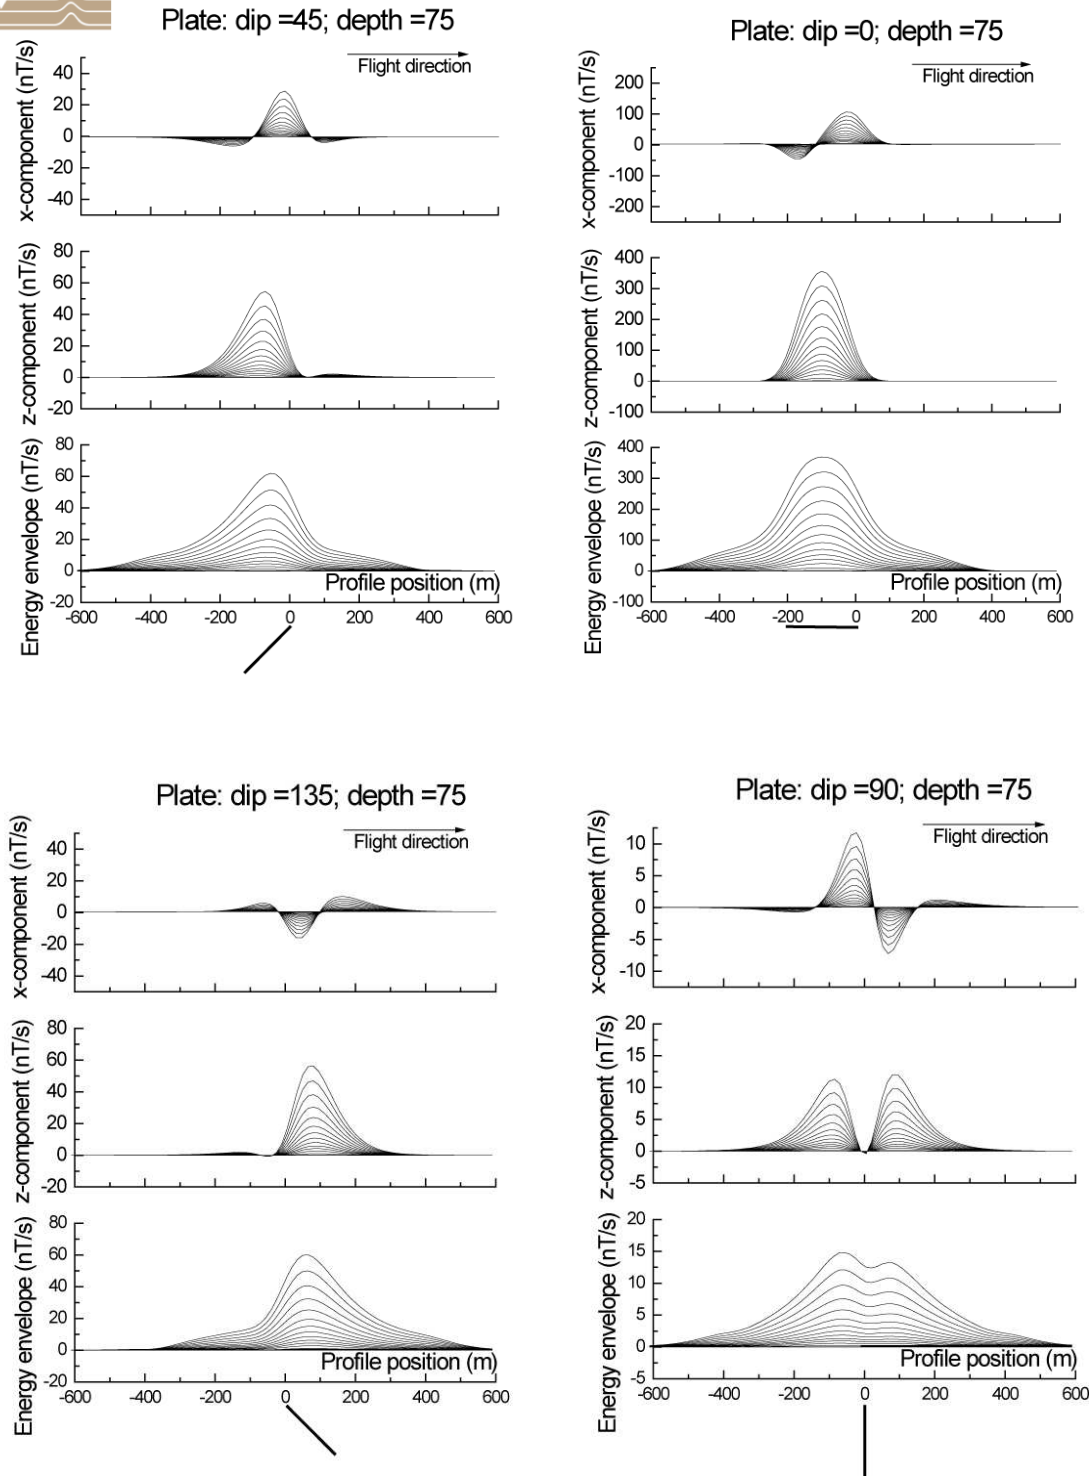 Plate: dip =45; depth =75
Flight direction
x-component (nT/s)
40
20
0
-20
-40
z-component (nT/s)
80
60
40
20
0
-20
Energy envelope (nT/s)
80
60
40
20
0
-20
Profile position (m)
-600 -400 -200 0 200 400 600
Plate: dip =0; depth =75
Flight direction
x-component (nT/s)
200
100
0
-100
-200
z-component (nT/s)
400
300
200
100
0
-100
Energy envelope (nT/s)
400
300
200
100
0
-100
Profile position (m)
-600 -400 -200 0 200 400 600
Plate: dip =135; depth =75
Flight direction
x-component (nT/s)
40
20
0
-20
-40
z-component (nT/s)
80
60
40
20
0
-20
Energy envelope (nT/s)
80
60
40
20
0
-20
Profile position (m)
-600 -400 -200 0 200 400 600
Plate: dip =90; depth =75
Flight direction
x-component (nT/s)
10
5
0
-5
-10
z-component (nT/s)
20
15
10
5
0
-5
Energy envelope (nT/s)
20
15
10
5
0
-5
Profile position (m)
-600 -400 -200 0 200 400 600